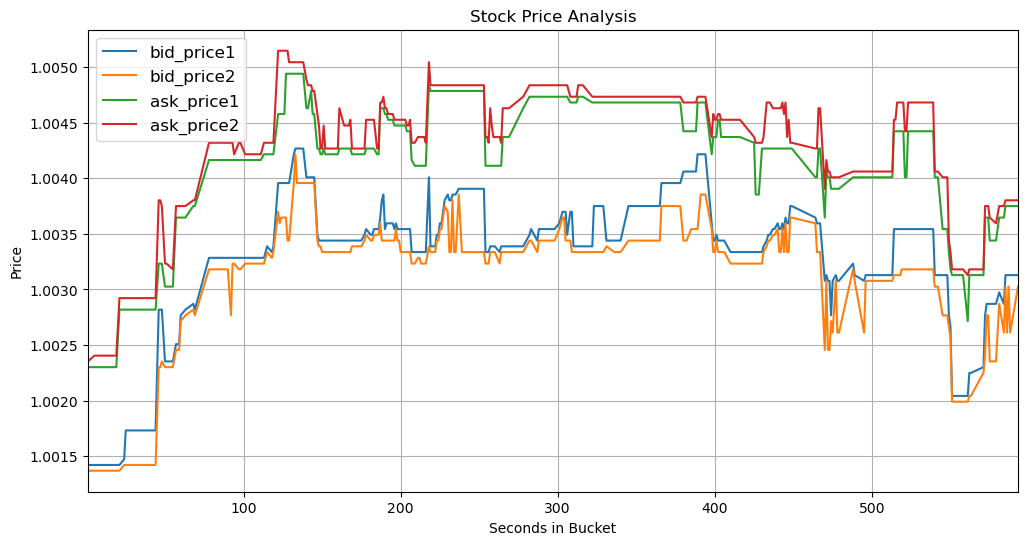 Stock Price Analysis
bid_price1
bid_price2
ask_price1
ask_price2
1.0050
1.0045
1.0040
1.0035
1.0030
1.0025
1.0020
1.0015
Price
100
200
300
400
500
Seconds in Bucket